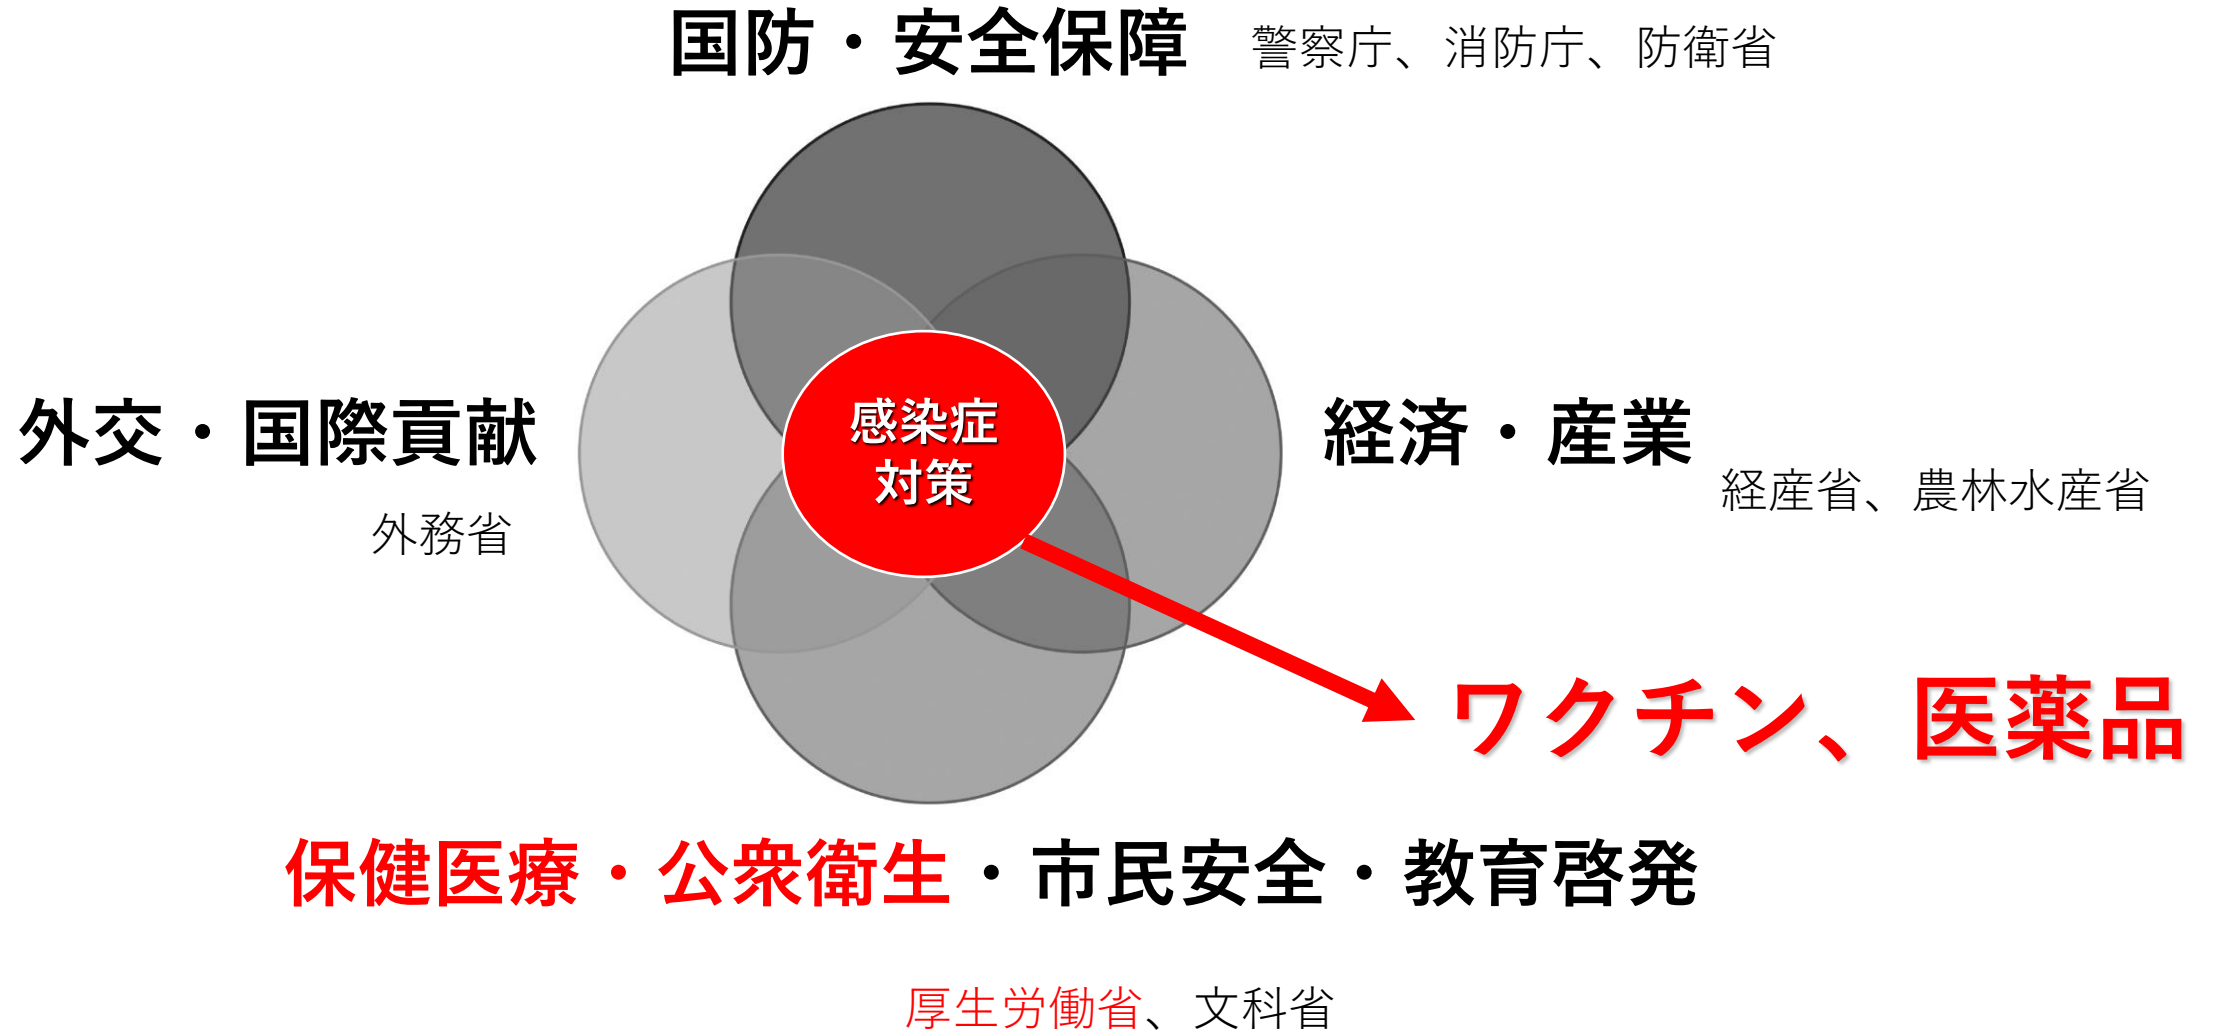 国防・安全保障
警察庁、消防庁、防衛省
外交・国際貢献
外務省
感染症
対策
経済・産業
経産省、農林水産省
ワクチン、医薬品
保健医療・公衆衛生・市民安全・教育啓発
厚生労働省、文科省